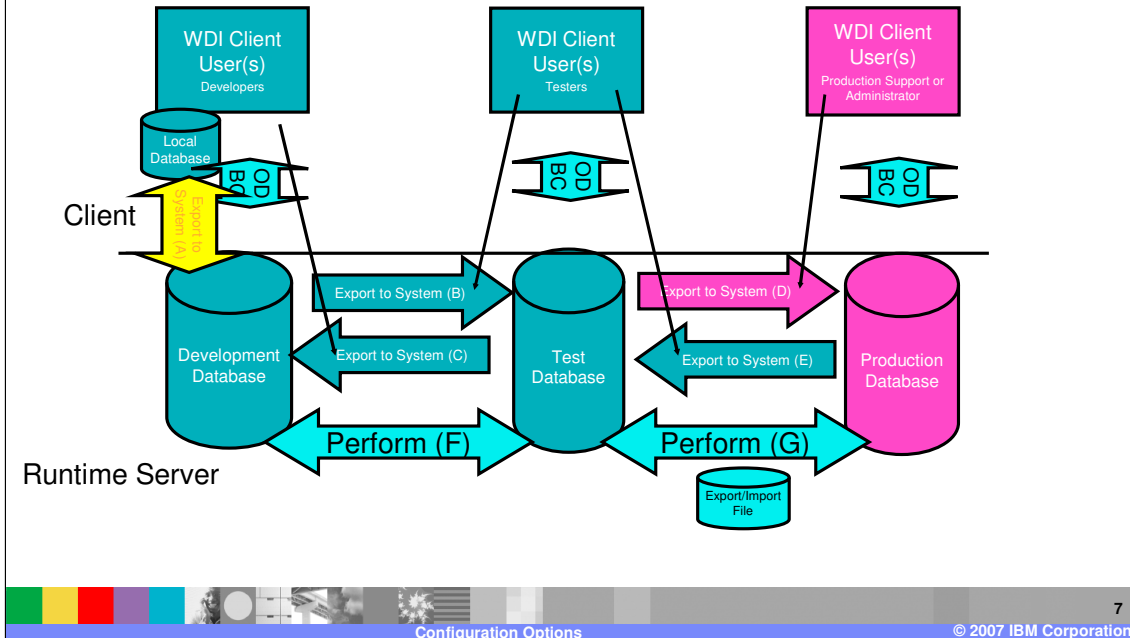 WDI Client
User(s)
Developers
WDI Client
User(s)
Testers
WDI Client
User(s)
Production Support or
Administrator
Local
Database
OD
BC
OD
BC
OD
BC
Client
Export to
System (A)
Export to System (B)
Export to System (D)
Development
Database
Export to System (C)
Test
Database
Export to System (E)
Production
Database
Perform (F)
Perform (G)
Runtime Server
Export/Import
File
7
Configuration Options
© 2007 IBM Corporation